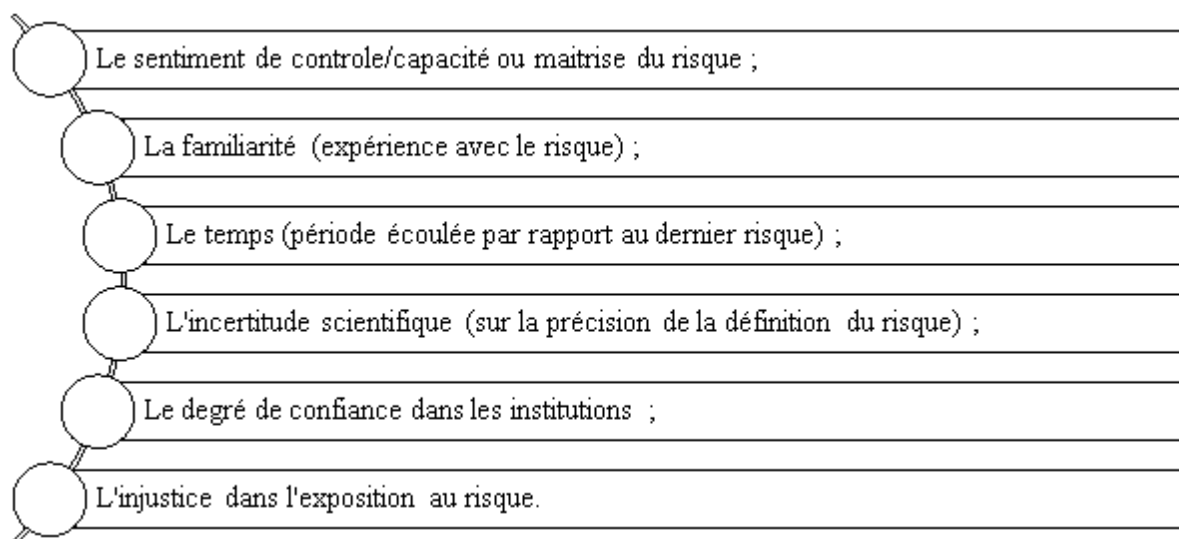 Le sentiment de controle/capacité ou maitrise du risque ;
La familiarité (expérience avec le risque) ;
Le temps (période écoulée par rapport au dernier risque) ;
L'incertitude scientifique (sur la précision de la définition du risque) ;
Le degré de confiance dans les institutions ;
L'injustice dans l'exposition au risque.